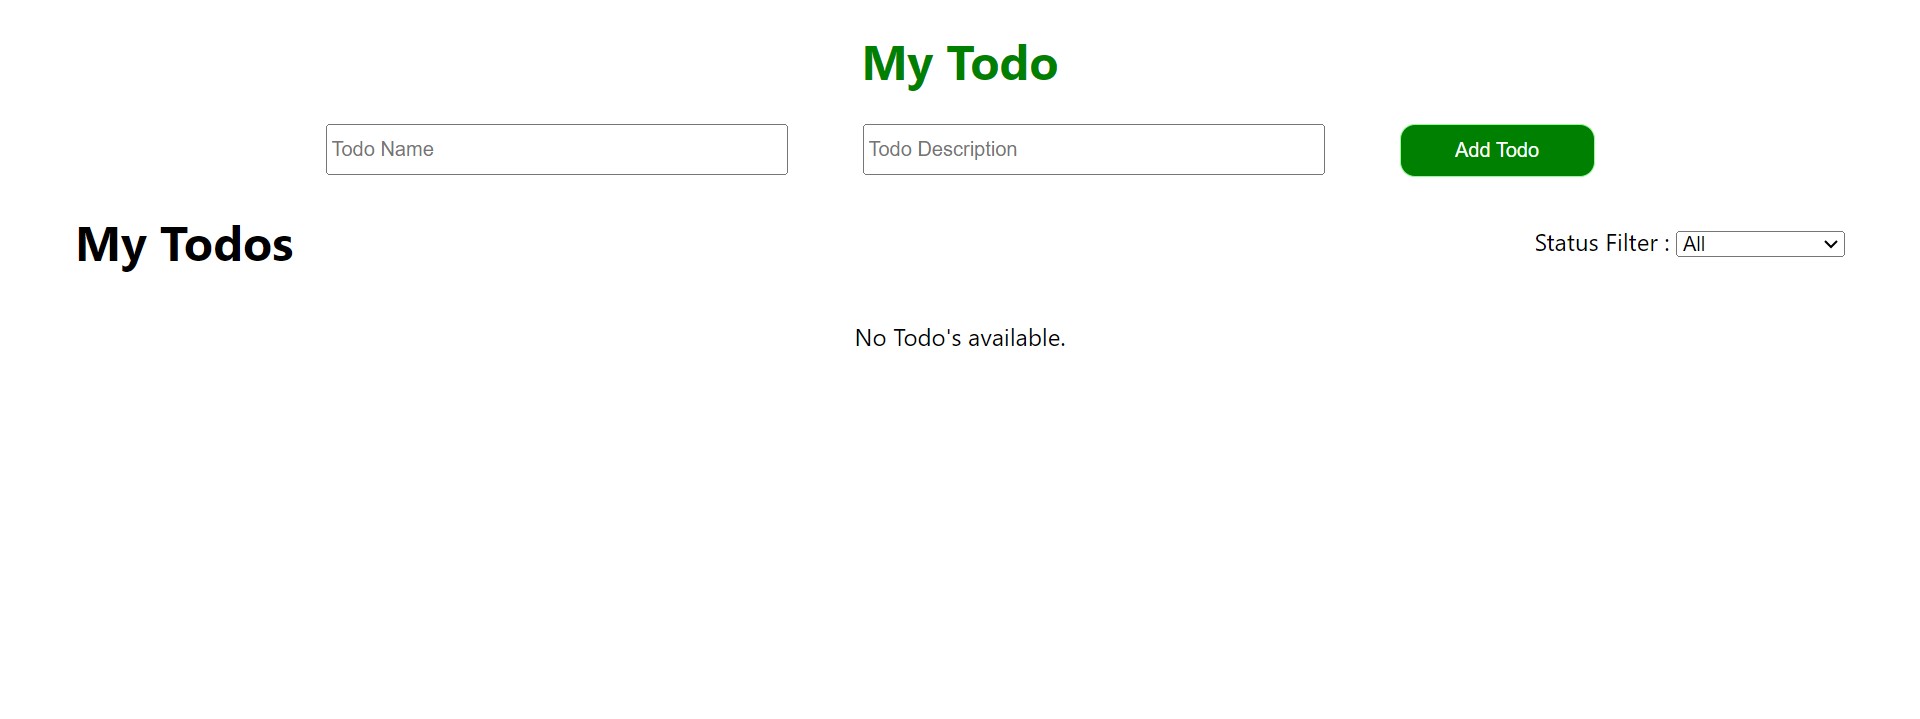 My Todo
Todo Name
Todo Description
Add Todo
My Todos
Status Filter : All
No Todo's available.